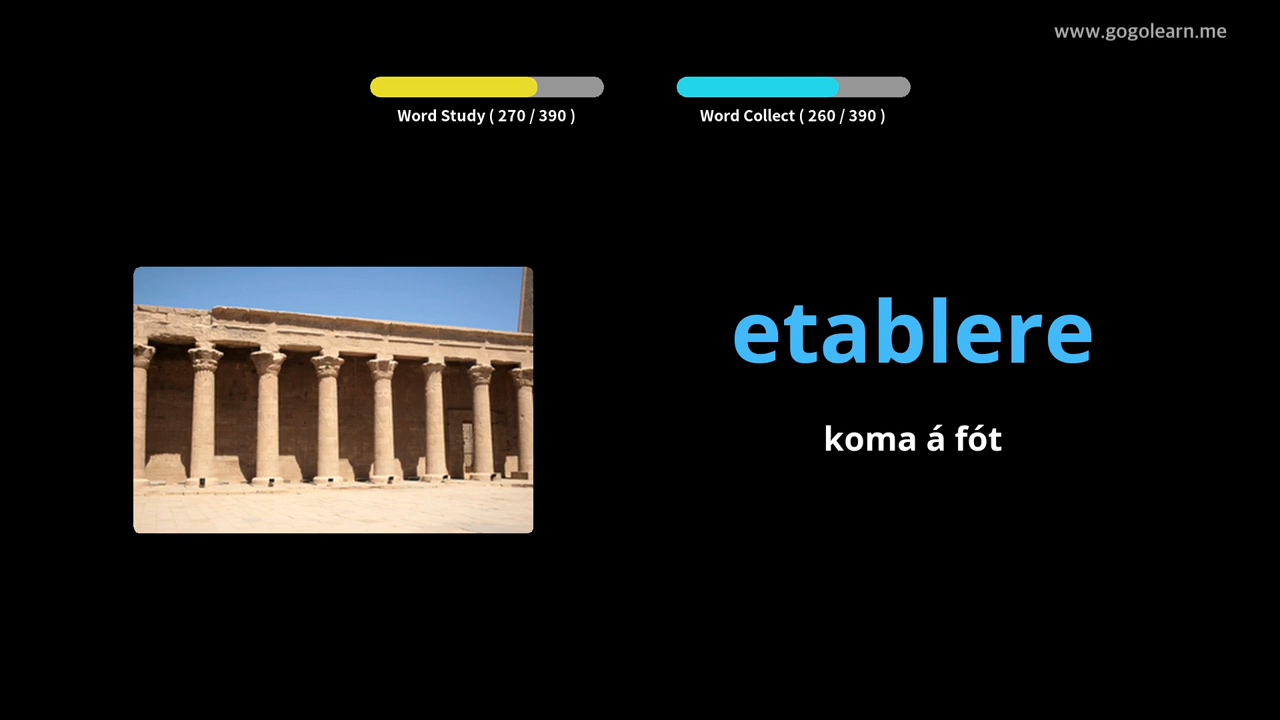 www.gogolearn.me
Word Study ( 270 / 390 )
Word Collect ( 260 / 390 )
etablere
koma á fót